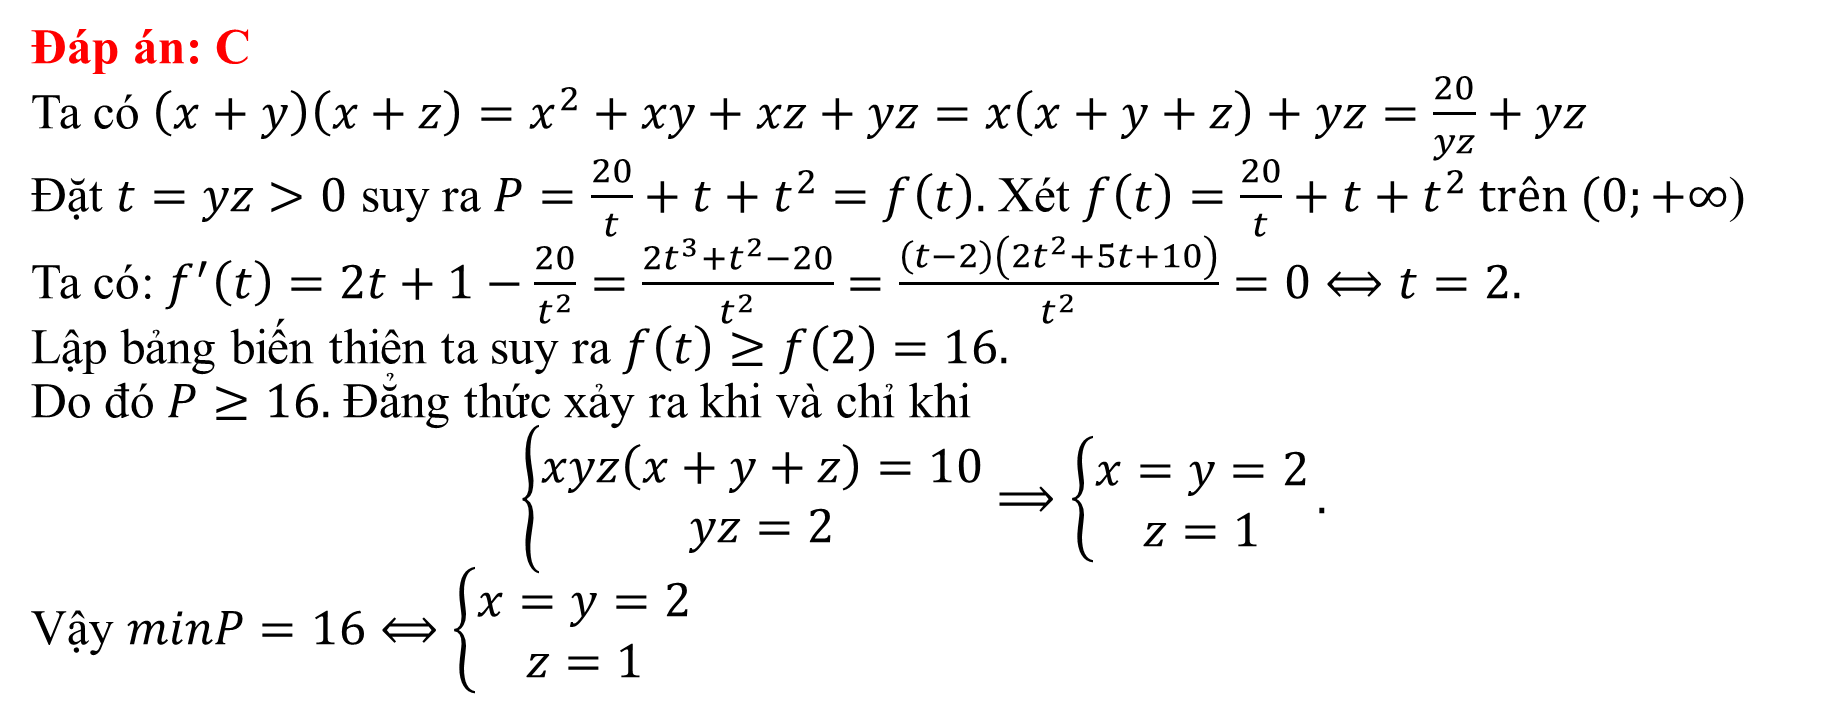 Đáp án: C
Ta có (x + y)(x + z) = x² + xy + xz + yz = x(x + y + z) + yz = 20/yz + yz
Đặt t = yz > 0 suy ra P = 20/t + t + t² = f(t). Xét f(t) = 20/t + t + t² trên (0; +∞)
Ta có: f′(t) = 2t + 1 − 20/t² = (2t³+t²−20)/t² = (t−2)(2t²+5t+10)/t² = 0 ⟺ t = 2.
Lập bảng biến thiên ta suy ra f(t) ≥ f(2) = 16.
Do đó P ≥ 16. Đẳng thức xảy ra khi và chỉ khi
{xyz(x + y + z) = 10 ⟹ {x = y = 2
yz = 2 z = 1 .
Vậy minP = 16 ⟺ {x = y = 2
z = 1